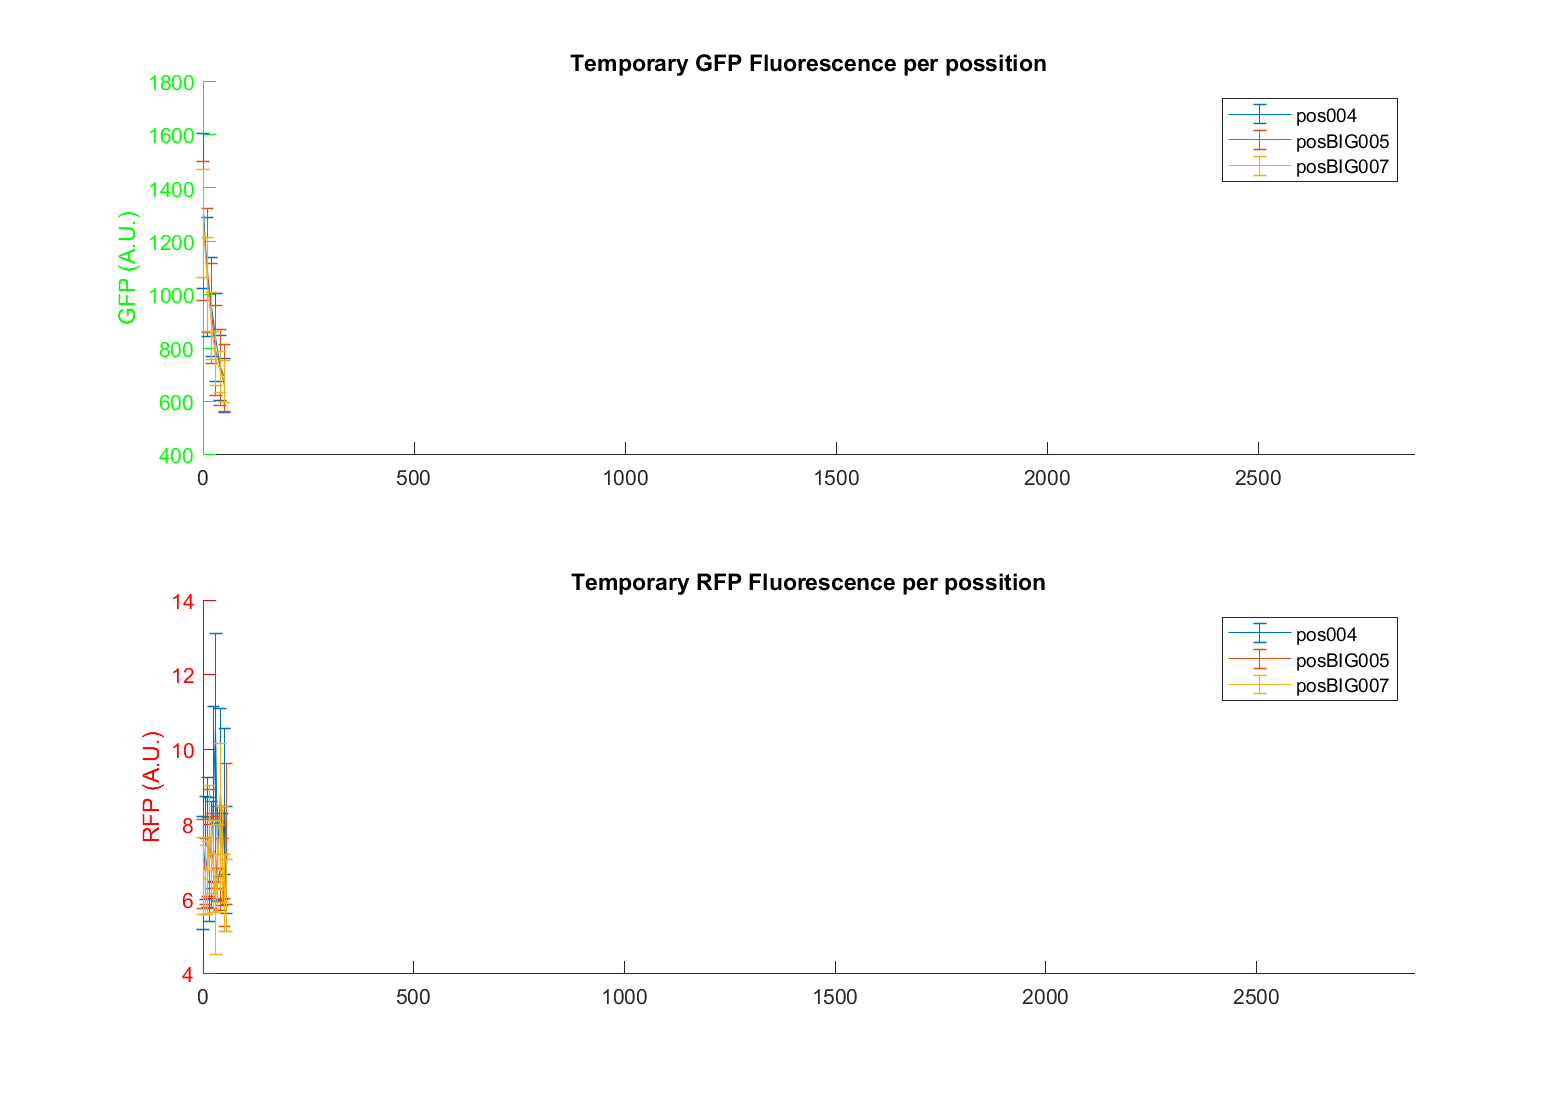 Temporary GFP Fluorescence per possition
1800
1600
1400
1200
1000
800
600
400
GFP (A.U.)
pos004
posBIG005
posBIG007
0 500 1000 1500 2000 2500
Temporary RFP Fluorescence per possition
14
12
10
8
6
4
RFP (A.U.)
pos004
posBIG005
posBIG007
0 500 1000 1500 2000 2500